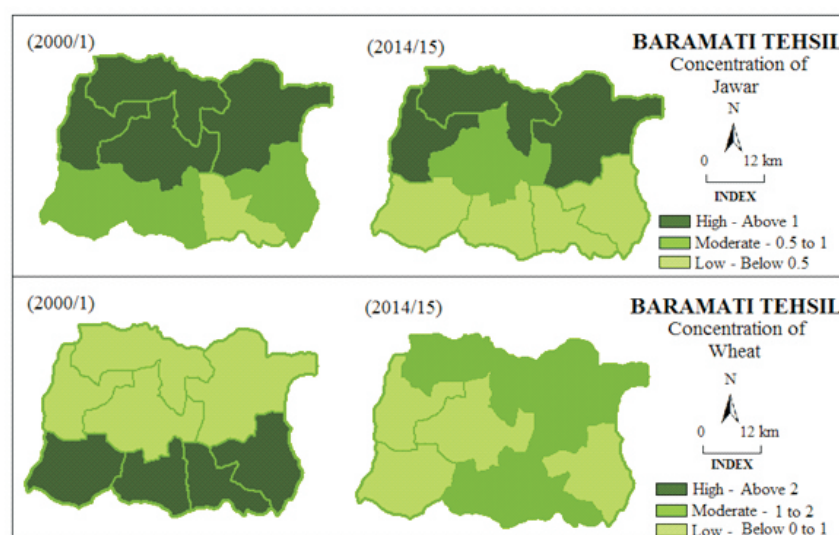 (2000/1)
(2014/15)
BARAMATI TEHSIL
Concentration of
Jawar
N
0 12 km
INDEX
High - Above 1
Moderate - 0.5 to 1
Low - Below 0.5
(2000/1)
(2014/15)
BARAMATI TEHSIL
Concentration of
Wheat
N
0 12 km
INDEX
High - Above 2
Moderate - 1 to 2
Low - Below 0 to 1